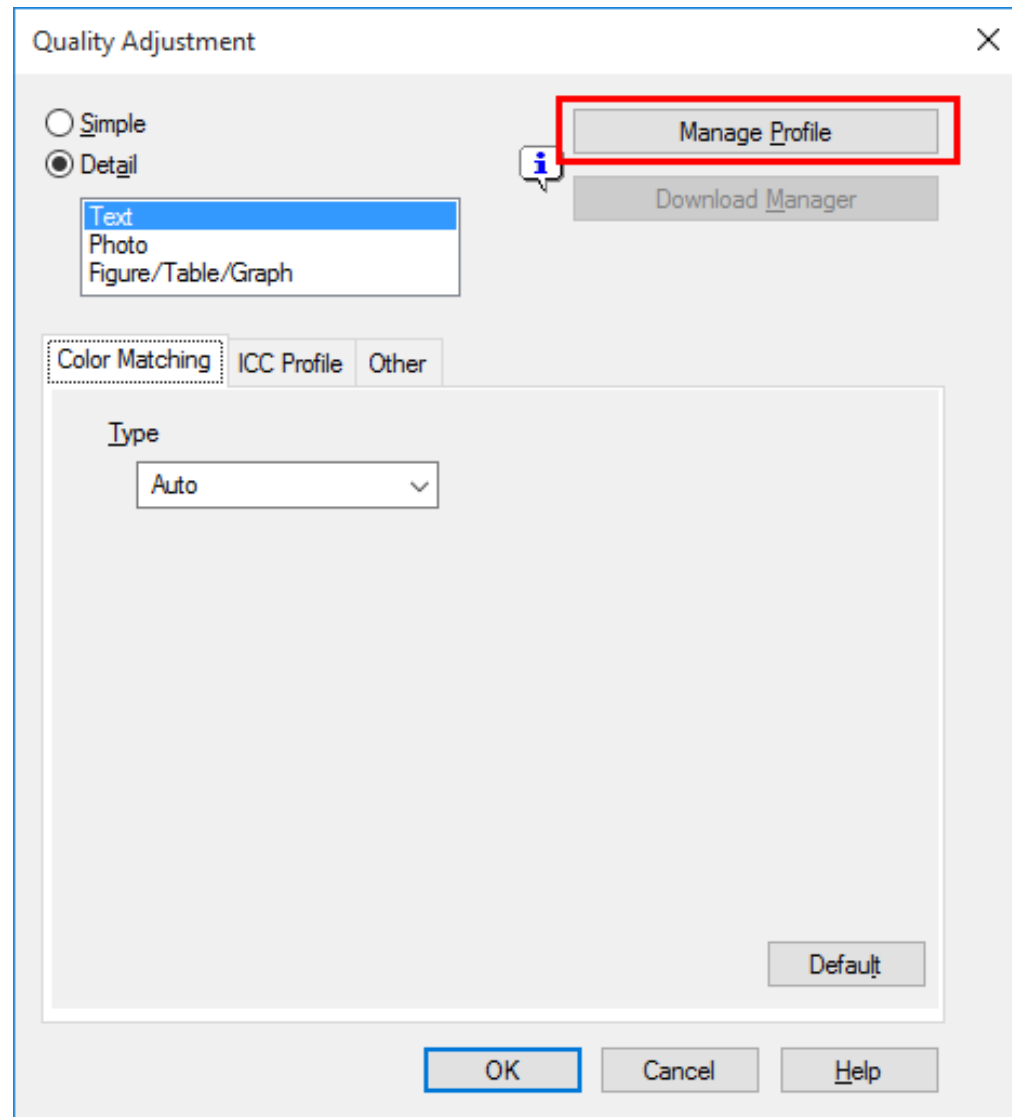 Quality Adjustment
Simple
Manage Profile
Detail
Download Manager
Text
Photo
Figure/Table/Graph
Color Matching
ICC Profile
Other
Type
Auto
Default
OK
Cancel
Help